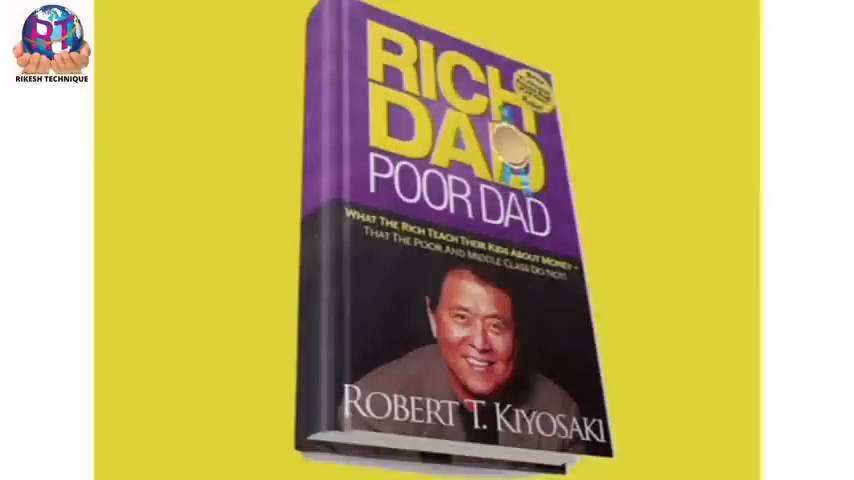 RT
RIKESH TECHNIQUE
RICH
DAD
POOR DAD
WHAT THE RICH TEACH THEIR KIDS ABOUT MONEY –
THAT THE POOR AND MIDDLE CLASS DO NOT!
ROBERT T. KIYOSAKI